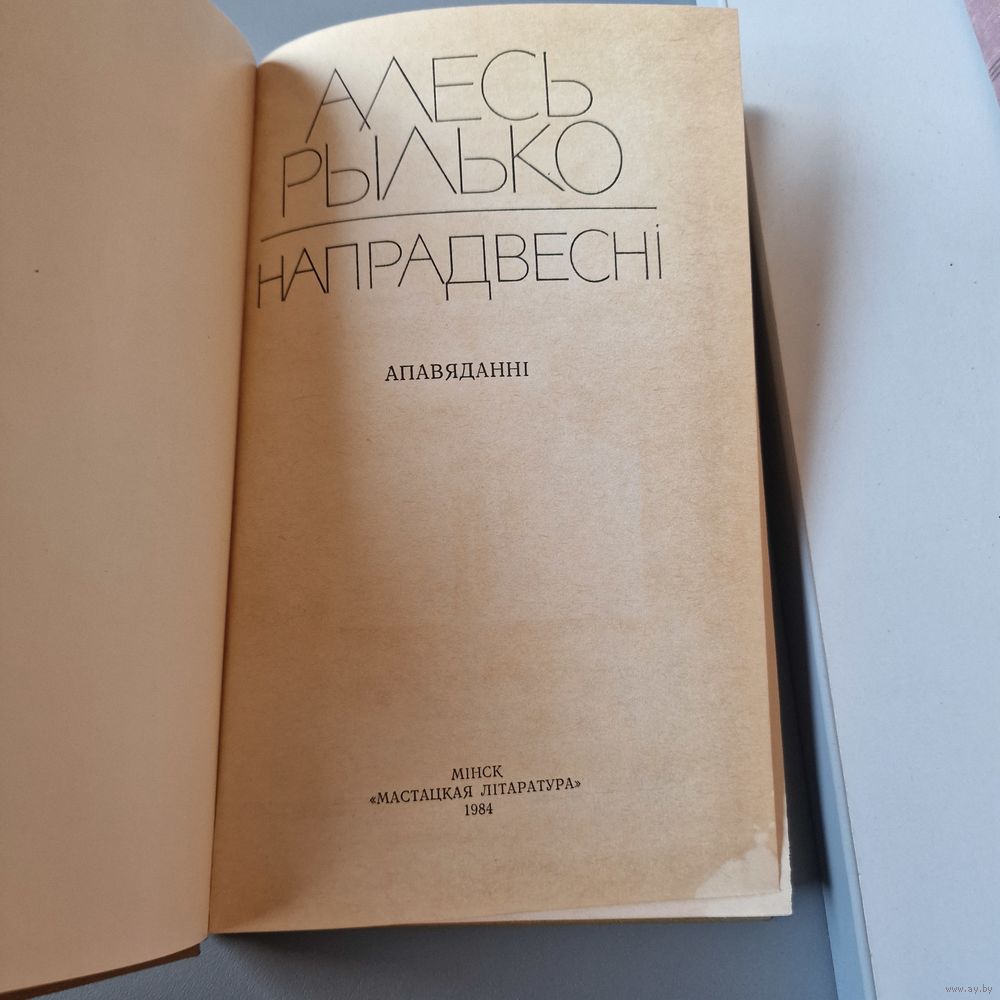 АЛЕСЬ
РЫЛЬКО
НАПРАДВЕСНІ
АПАВЯДАННІ
МІНСК
«МАСТАЦКАЯ ЛІТАРАТУРА»
1984
www.ay.by